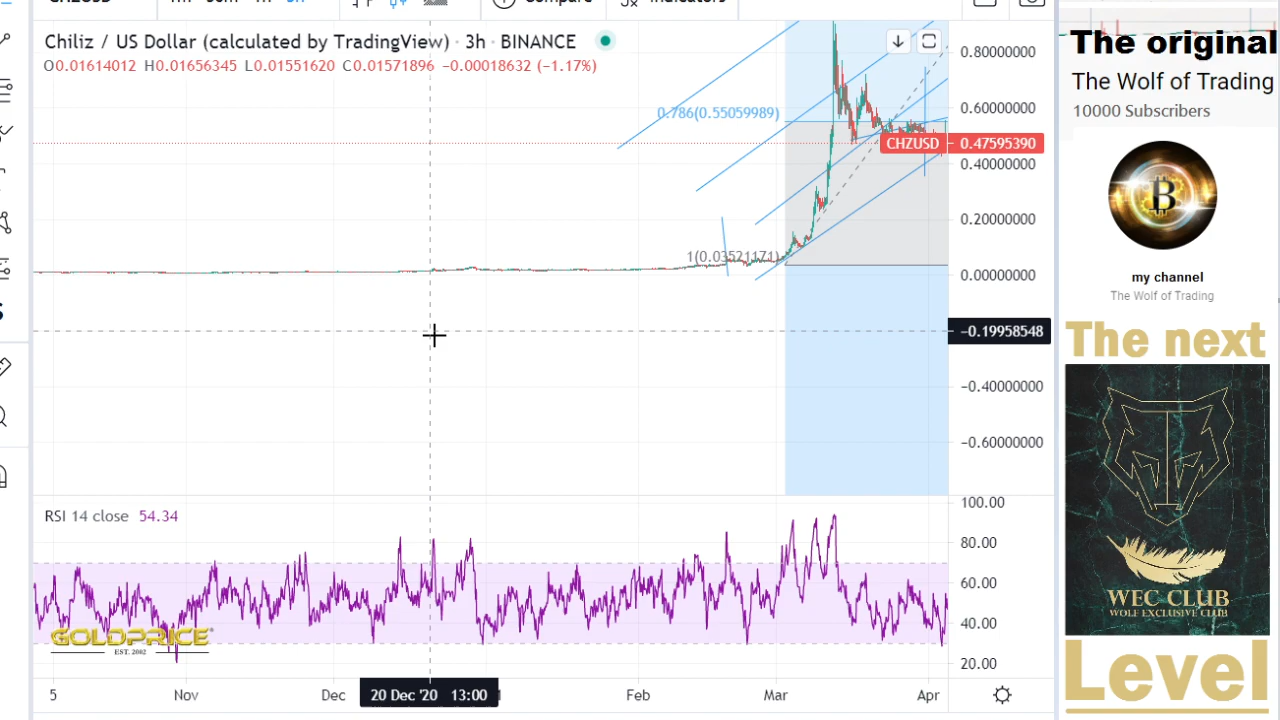 Compare
Indicators
Chiliz / US Dollar (calculated by TradingView) · 3h · BINANCE
O0.01614012 H0.01656345 L0.01551620 C0.01571896 −0.00018632 (−1.17%)
0.80000000
0.60000000
0.786(0.55059989)
CHZUSD 0.47595390
0.40000000
0.20000000
1(0.03521171)
0.00000000
−0.19958548
−0.40000000
−0.60000000
RSI 14 close 54.34
100.00
80.00
60.00
40.00
20.00
GOLDPRICE
EST. 2002
5 Nov Dec 20 Dec '20 13:00 Feb Mar Apr
The original
The Wolf of Trading
10000 Subscribers
my channel
The Wolf of Trading
The next
WEC CLUB
WOLF EXCLUSIVE CLUB
Level